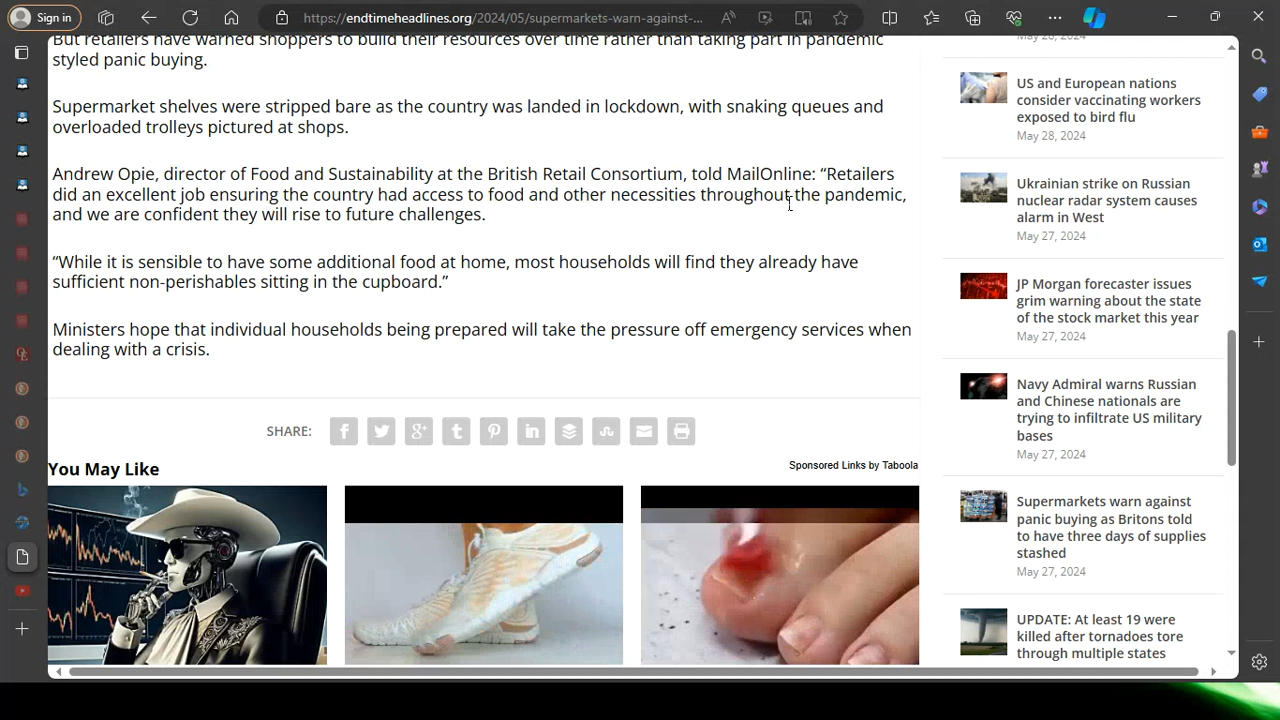 Sign in
https://endtimeheadlines.org/2024/05/supermarkets-warn-against-...
But retailers have warned shoppers to build their resources over time rather than taking part in pandemic
styled panic buying.
Supermarket shelves were stripped bare as the country was landed in lockdown, with snaking queues and
overloaded trolleys pictured at shops.
Andrew Opie, director of Food and Sustainability at the British Retail Consortium, told MailOnline: “Retailers
did an excellent job ensuring the country had access to food and other necessities throughout the pandemic,
and we are confident they will rise to future challenges.
“While it is sensible to have some additional food at home, most households will find they already have
sufficient non-perishables sitting in the cupboard.”
Ministers hope that individual households being prepared will take the pressure off emergency services when
dealing with a crisis.
SHARE:
You May Like
Sponsored Links by Taboola
May 28, 2024
US and European nations
consider vaccinating workers
exposed to bird flu
May 28, 2024
Ukrainian strike on Russian
nuclear radar system causes
alarm in West
May 27, 2024
JP Morgan forecaster issues
grim warning about the state
of the stock market this year
May 27, 2024
Navy Admiral warns Russian
and Chinese nationals are
trying to infiltrate US military
bases
May 27, 2024
Supermarkets warn against
panic buying as Britons told
to have three days of supplies
stashed
May 27, 2024
UPDATE: At least 19 were
killed after tornadoes tore
through multiple states